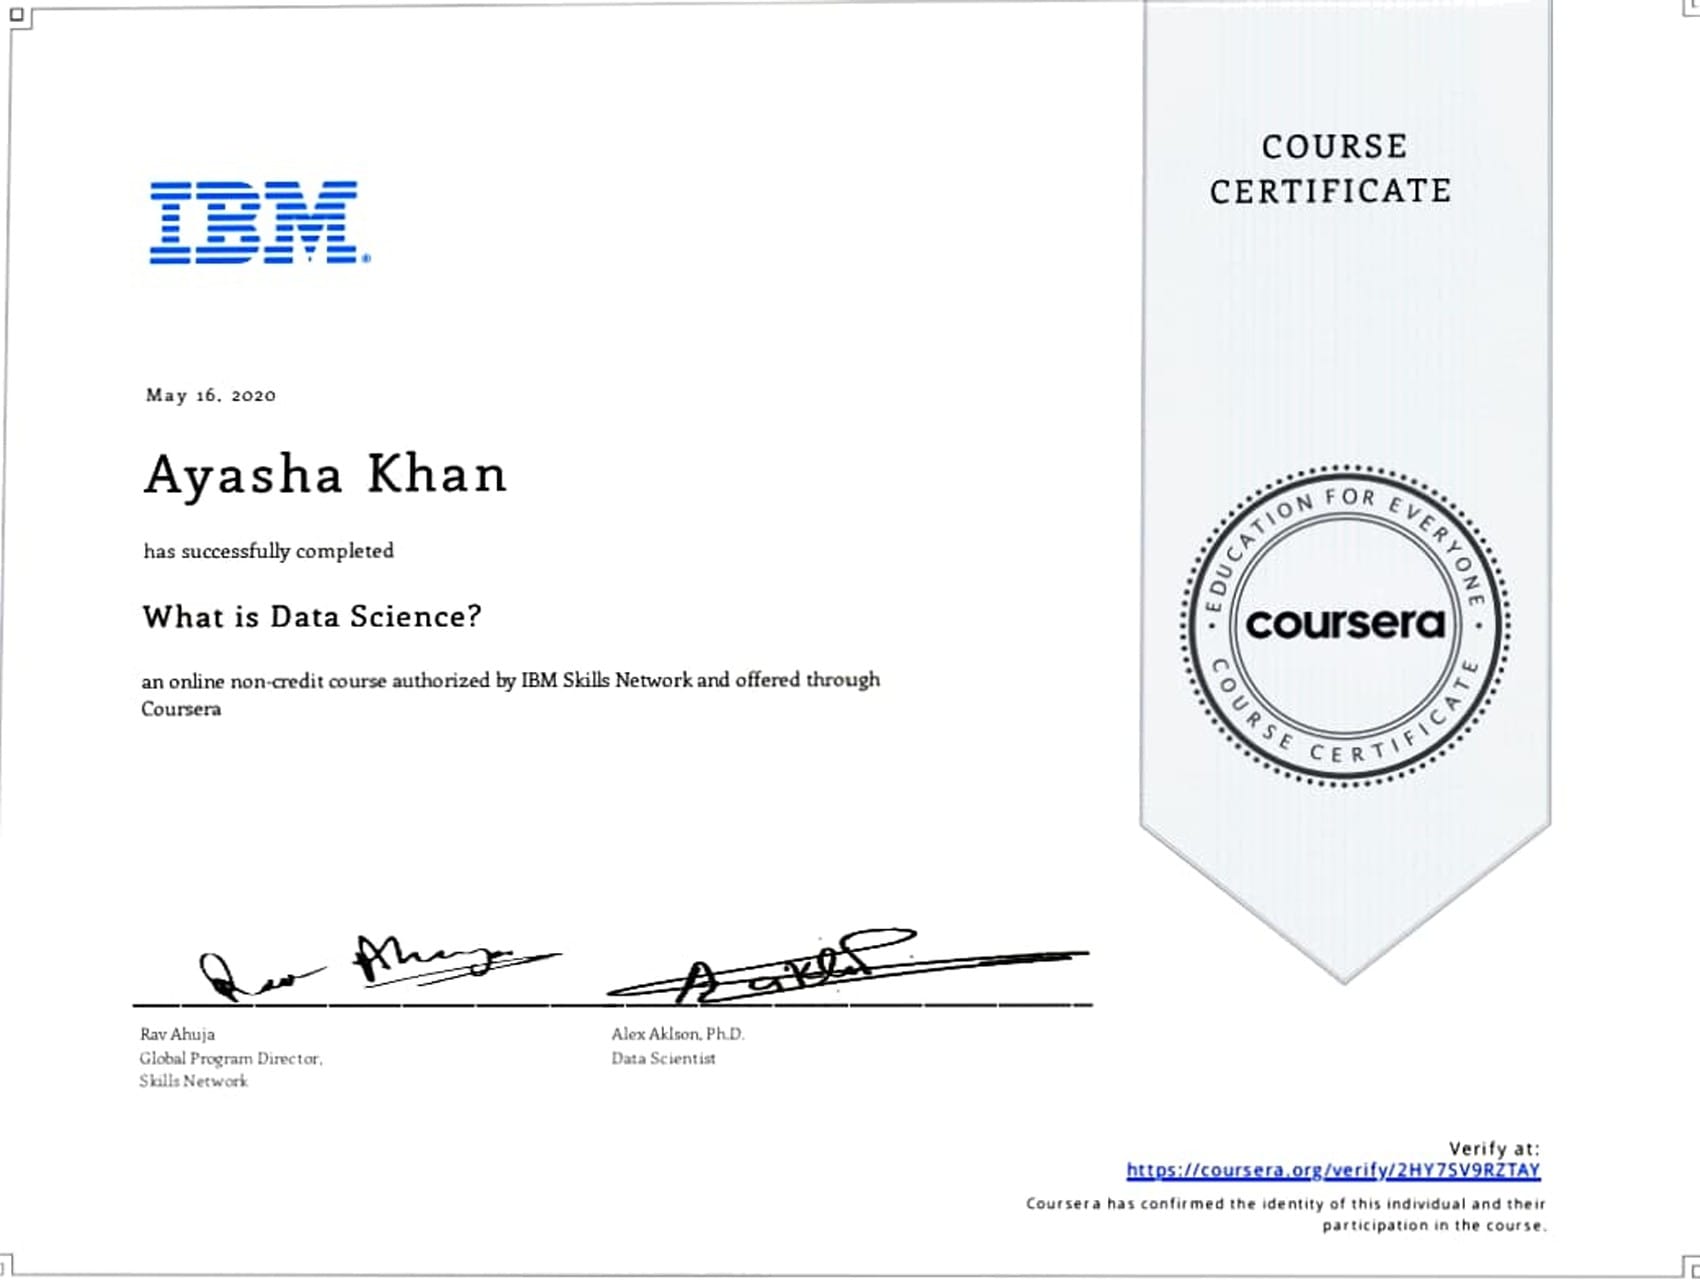 IBM®
COURSE
CERTIFICATE
May 16, 2020
Ayasha Khan
has successfully completed
What is Data Science?
an online non-credit course authorized by IBM Skills Network and offered through
Coursera
EDUCATION FOR EVERYONE
coursera
COURSE CERTIFICATE
Rav Ahuja
Rav Ahuja
Global Program Director,
Skills Network
Alex Aklson, Ph.D.
Data Scientist
Verify at:
https://coursera.org/verify/2HY7SV9RZTAY
Coursera has confirmed the identity of this individual and their
participation in the course.